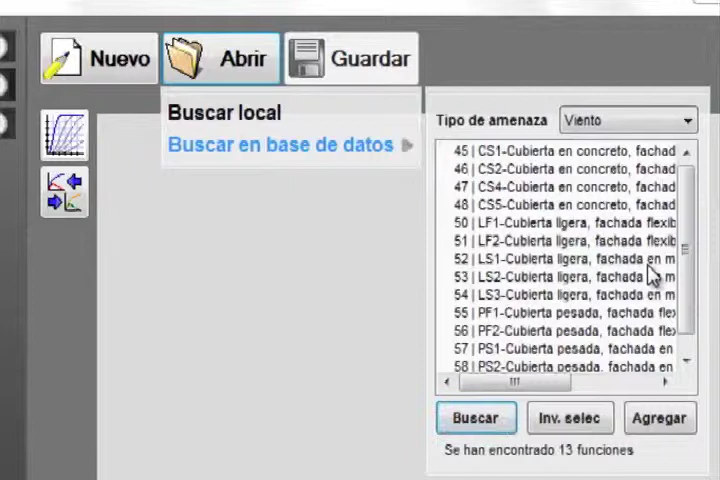 Nuevo
Abrir
Guardar
Buscar local
Buscar en base de datos
Tipo de amenaza
Viento
45 | CS1-Cubierta en concreto, fachad
46 | CS2-Cubierta en concreto, fachad
47 | CS4-Cubierta en concreto, fachad
48 | CS5-Cubierta en concreto, fachad
50 | LF1-Cubierta ligera, fachada flexib
51 | LF2-Cubierta ligera, fachada flexib
52 | LS1-Cubierta ligera, fachada en m
53 | LS2-Cubierta ligera, fachada en m
54 | LS3-Cubierta ligera, fachada en m
55 | PF1-Cubierta pesada, fachada flex
56 | PF2-Cubierta pesada, fachada flex
57 | PS1-Cubierta pesada, fachada en
58 | PS2-Cubierta pesada, fachada en
Buscar
Inv. selec
Agregar
Se han encontrado 13 funciones